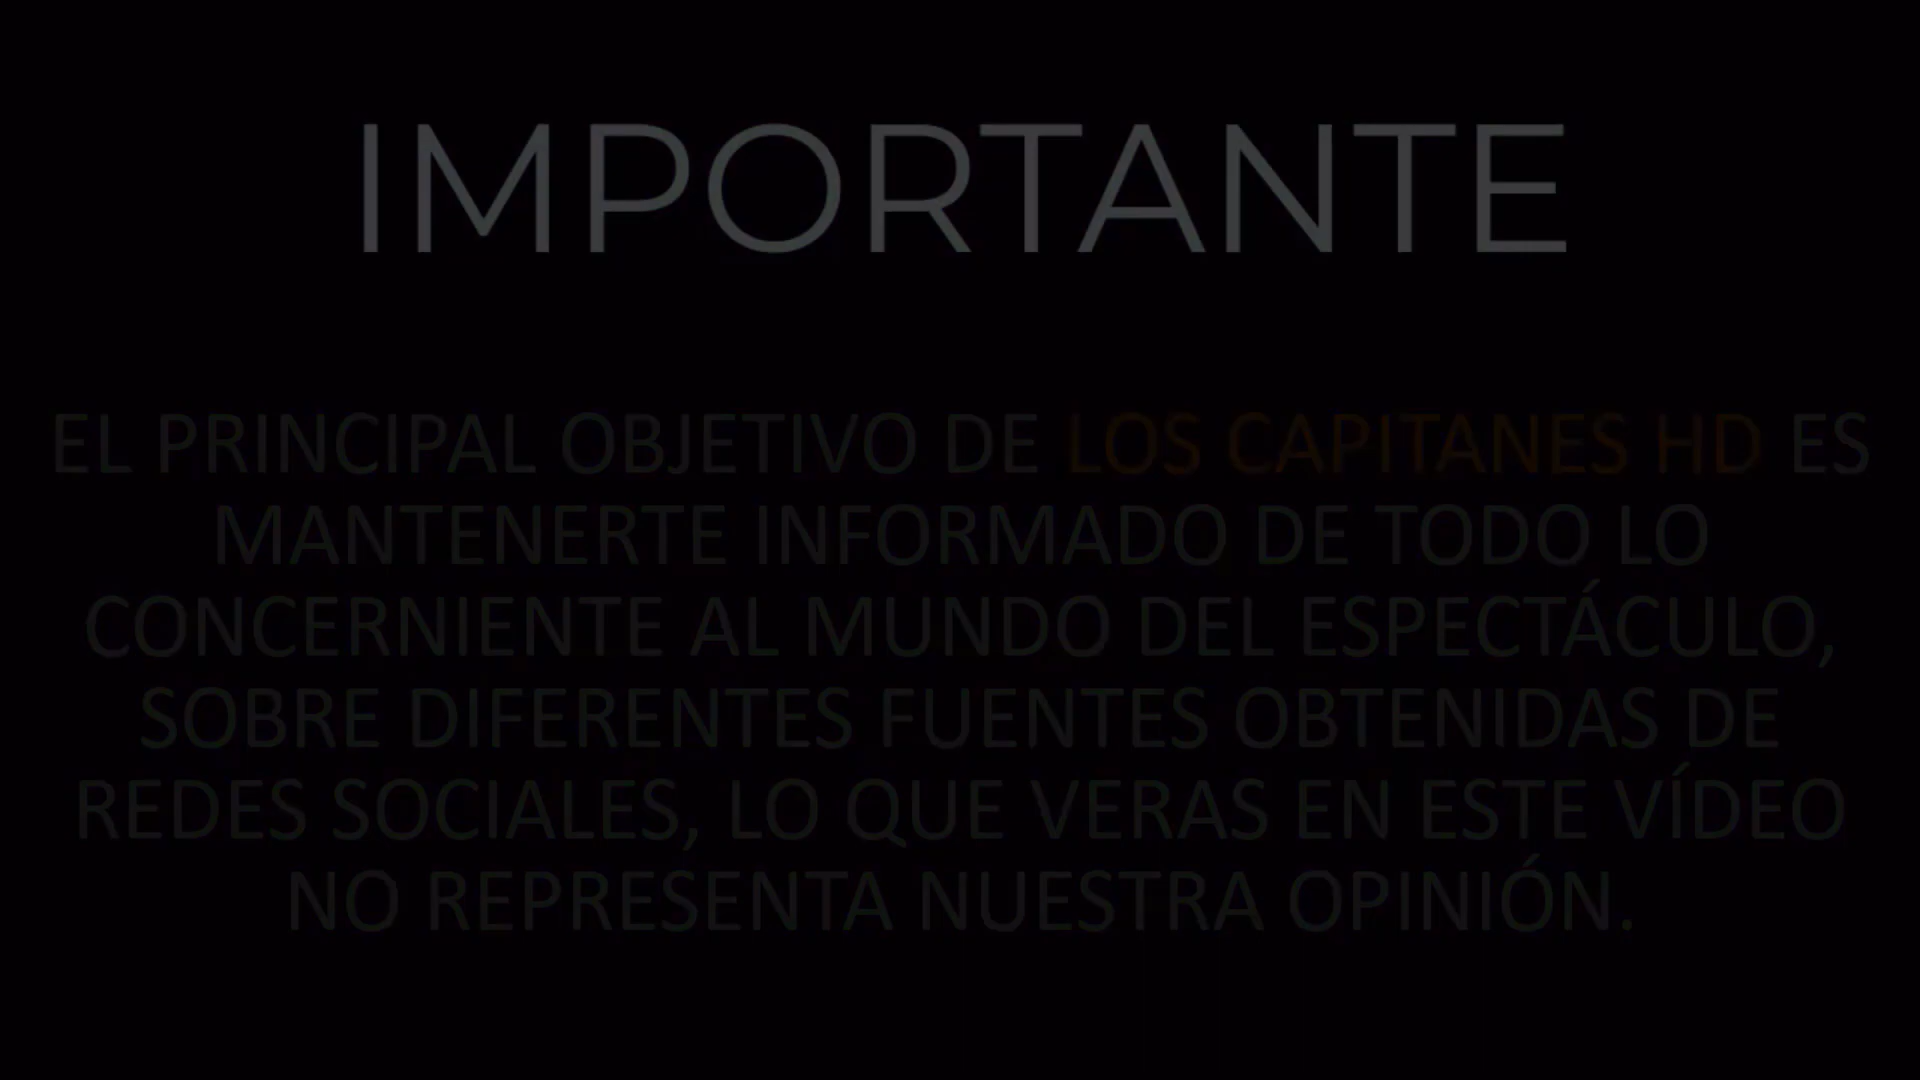 IMPORTANTE
EL PRINCIPAL OBJETIVO DE LOS CAPITANES HD ES
MANTENERTE INFORMADO DE TODO LO
CONCERNIENTE AL MUNDO DEL ESPECTÁCULO,
SOBRE DIFERENTES FUENTES OBTENIDAS DE
REDES SOCIALES, LO QUE VERAS EN ESTE VÍDEO
NO REPRESENTA NUESTRA OPINIÓN.